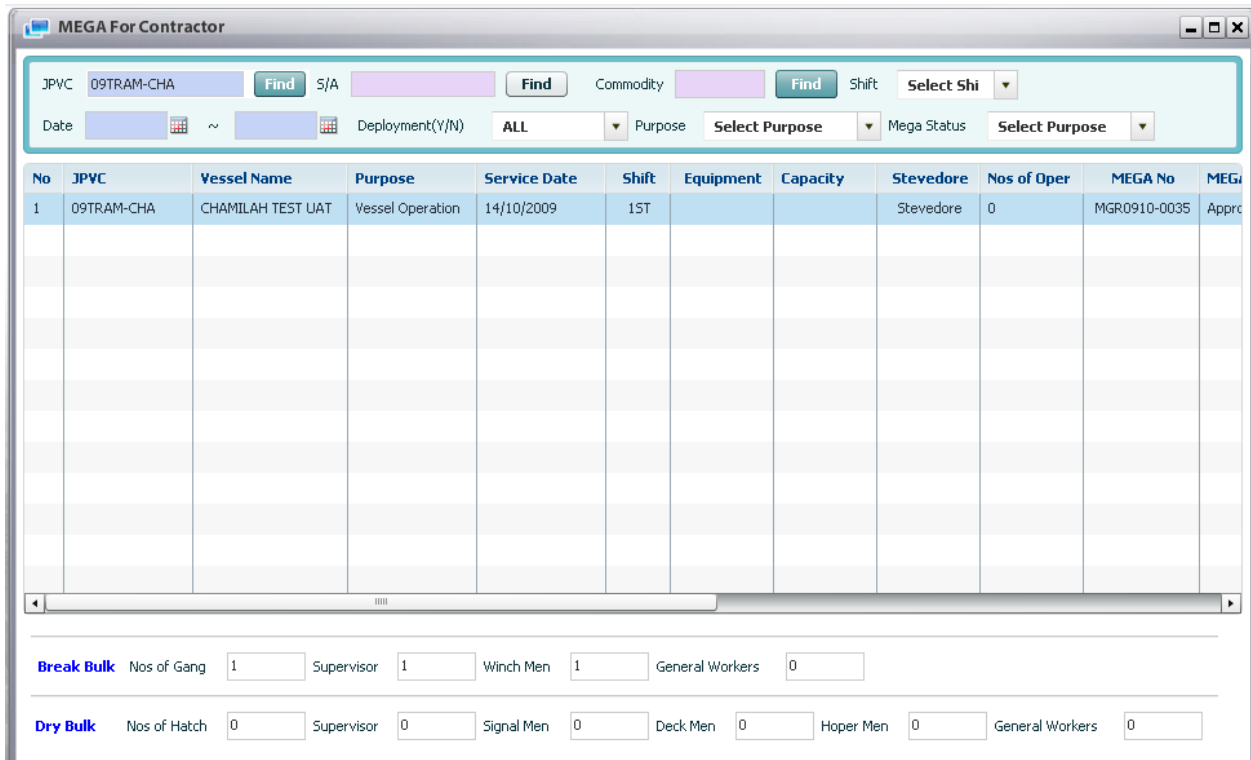 MEGA For Contractor
JPVC 09TRAM-CHA Find S/A Find Commodity Find Shift Select Shi
Date ~ Deployment(Y/N) ALL Purpose Select Purpose Mega Status Select Purpose
No JPVC Vessel Name Purpose Service Date Shift Equipment Capacity Stevedore Nos of Oper MEGA No MEGA
1 09TRAM-CHA CHAMILAH TEST UAT Vessel Operation 14/10/2009 1ST Stevedore 0 MGR0910-0035 Appro
Break Bulk Nos of Gang 1 Supervisor 1 Winch Men 1 General Workers 0
Dry Bulk Nos of Hatch 0 Supervisor 0 Signal Men 0 Deck Men 0 Hoper Men 0 General Workers 0